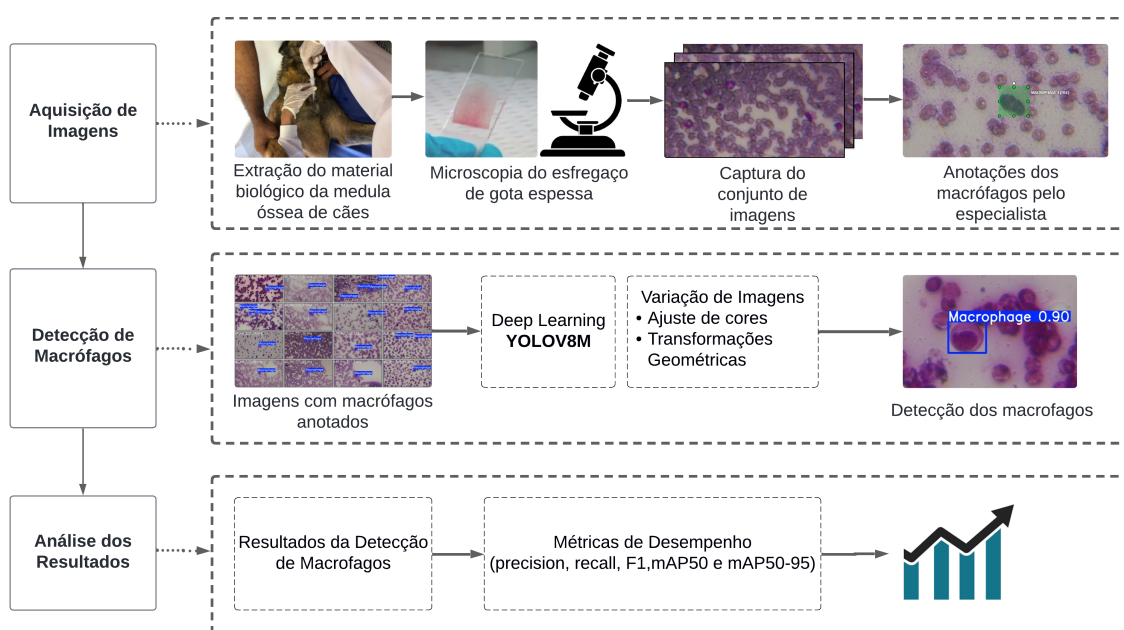 Aquisição de
Imagens
Extração do material
biológico da medula
óssea de cães
Microscopia do esfregaço
de gota espessa
Captura do
conjunto de
imagens
Anotações dos
macrófagos pelo
especialista
Detecção de
Macrófagos
Imagens com macrófagos
anotados
Deep Learning
YOLOV8M
Variação de Imagens
• Ajuste de cores
• Transformações
Geométricas
Macrophage 0.90
Detecção dos macrofagos
Análise dos
Resultados
Resultados da Detecção
de Macrofagos
Métricas de Desempenho
(precision, recall, F1,mAP50 e mAP50-95)